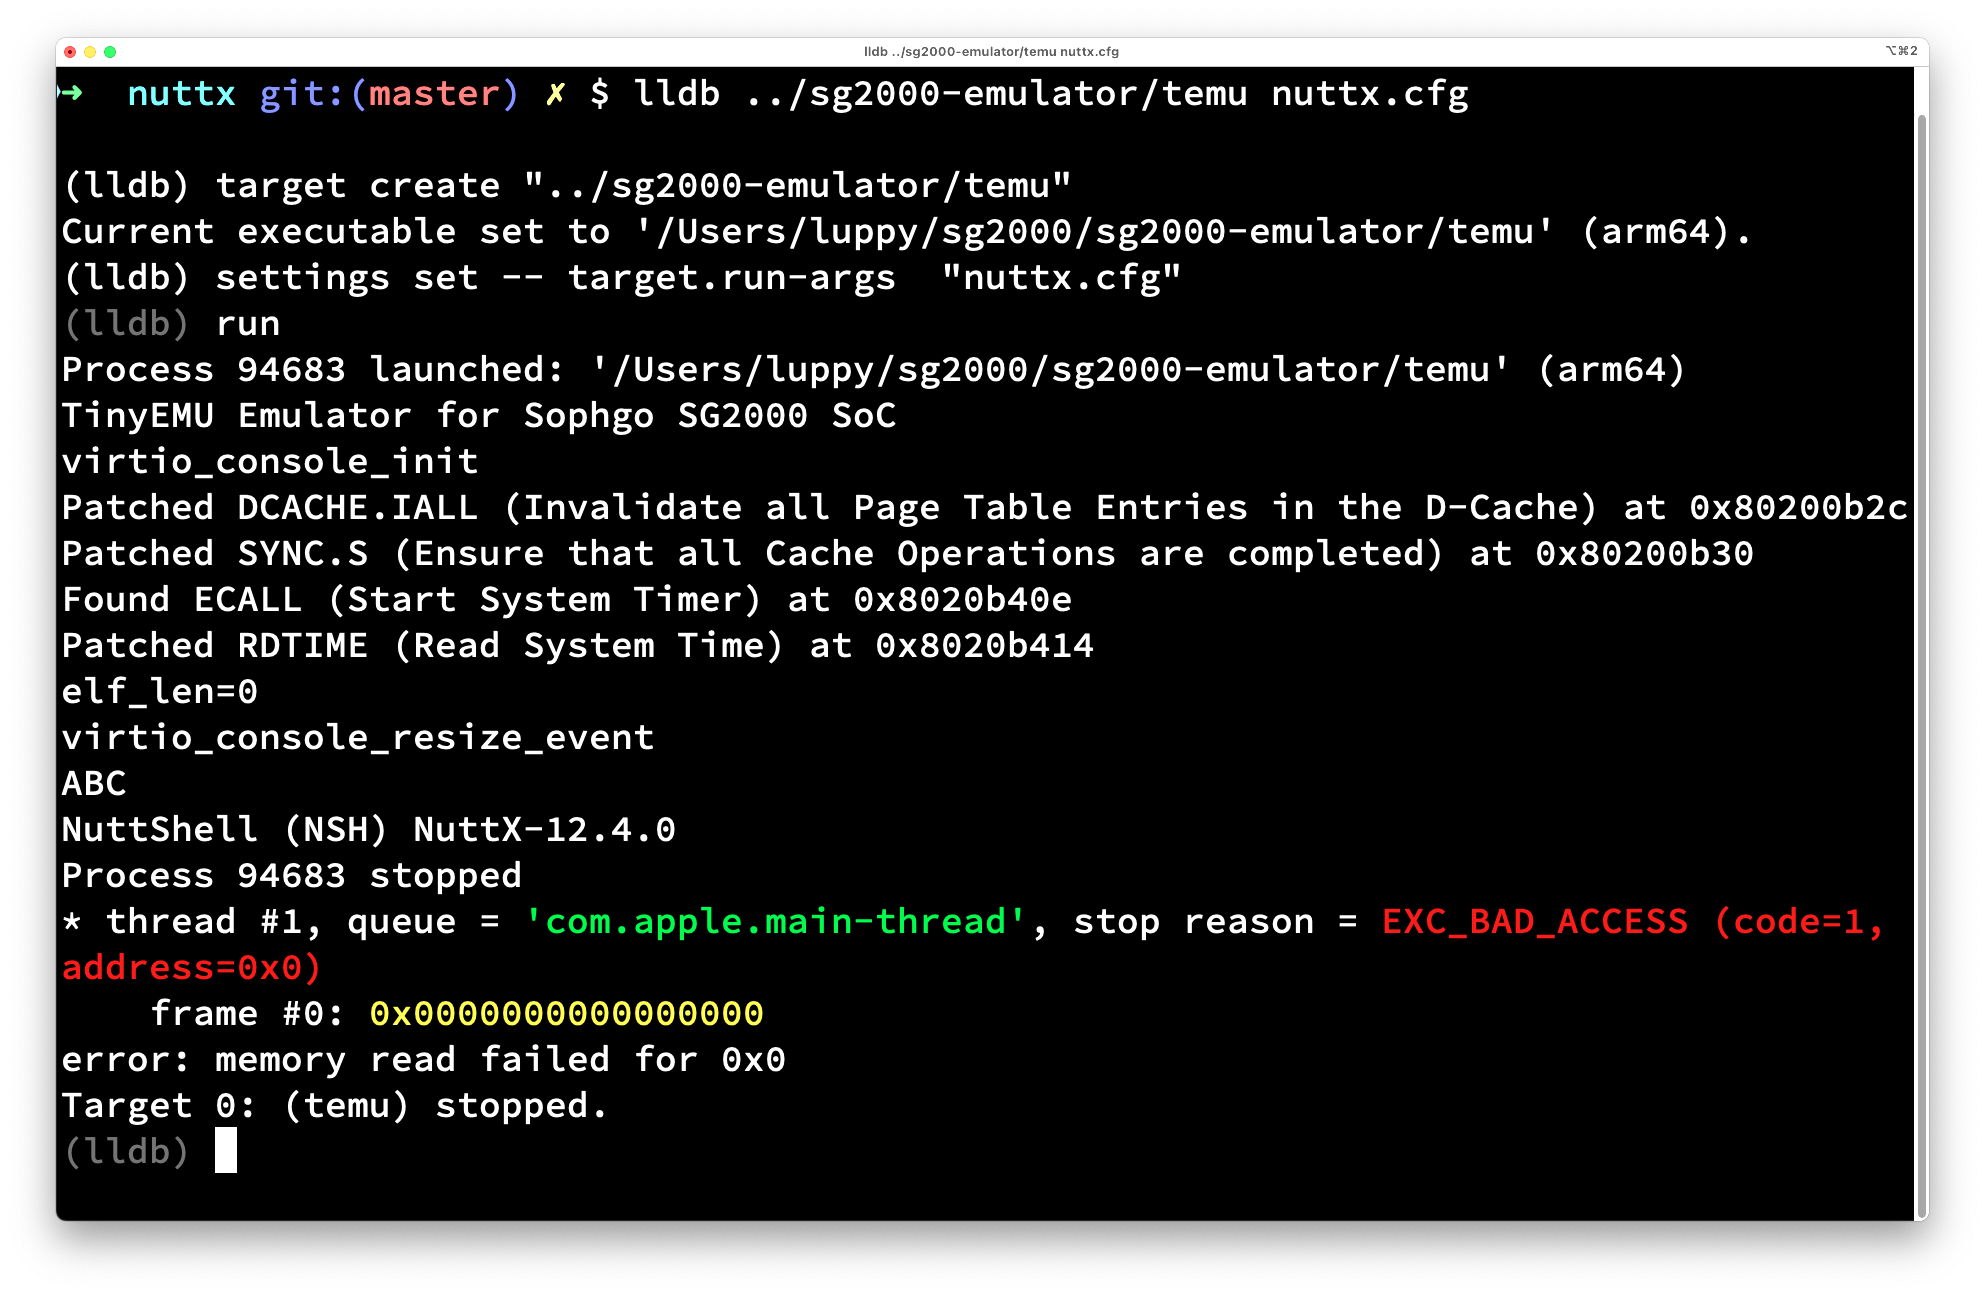 lldb ../sg2000-emulator/temu nuttx.cfg
⌥⌘2
➜  nuttx git:(master) ✗ $ lldb ../sg2000-emulator/temu nuttx.cfg
(lldb) target create "../sg2000-emulator/temu"
Current executable set to '/Users/luppy/sg2000/sg2000-emulator/temu' (arm64).
(lldb) settings set -- target.run-args  "nuttx.cfg"
(lldb) run
Process 94683 launched: '/Users/luppy/sg2000/sg2000-emulator/temu' (arm64)
TinyEMU Emulator for Sophgo SG2000 SoC
virtio_console_init
Patched DCACHE.IALL (Invalidate all Page Table Entries in the D-Cache) at 0x80200b2c
Patched SYNC.S (Ensure that all Cache Operations are completed) at 0x80200b30
Found ECALL (Start System Timer) at 0x8020b40e
Patched RDTIME (Read System Time) at 0x8020b414
elf_len=0
virtio_console_resize_event
ABC
NuttShell (NSH) NuttX-12.4.0
Process 94683 stopped
* thread #1, queue = 'com.apple.main-thread', stop reason = EXC_BAD_ACCESS (code=1,
address=0x0)
    frame #0: 0x0000000000000000
error: memory read failed for 0x0
Target 0: (temu) stopped.
(lldb)